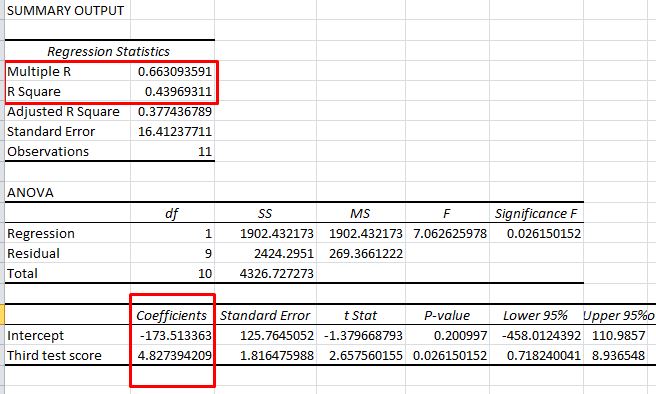 SUMMARY OUTPUT
Regression Statistics
Multiple R 0.663093591
R Square 0.43969311
Adjusted R Square 0.377436789
Standard Error 16.41237711
Observations 11
ANOVA
df SS MS F Significance F
Regression 1 1902.432173 1902.432173 7.062625978 0.026150152
Residual 9 2424.2951 269.3661222
Total 10 4326.727273
Coefficients Standard Error t Stat P-value Lower 95% Upper 95%
Intercept -173.513363 125.7645052 -1.379668793 0.200997 -458.0124392 110.9857
Third test score 4.827394209 1.816475988 2.657560155 0.026150152 0.718240041 8.936548